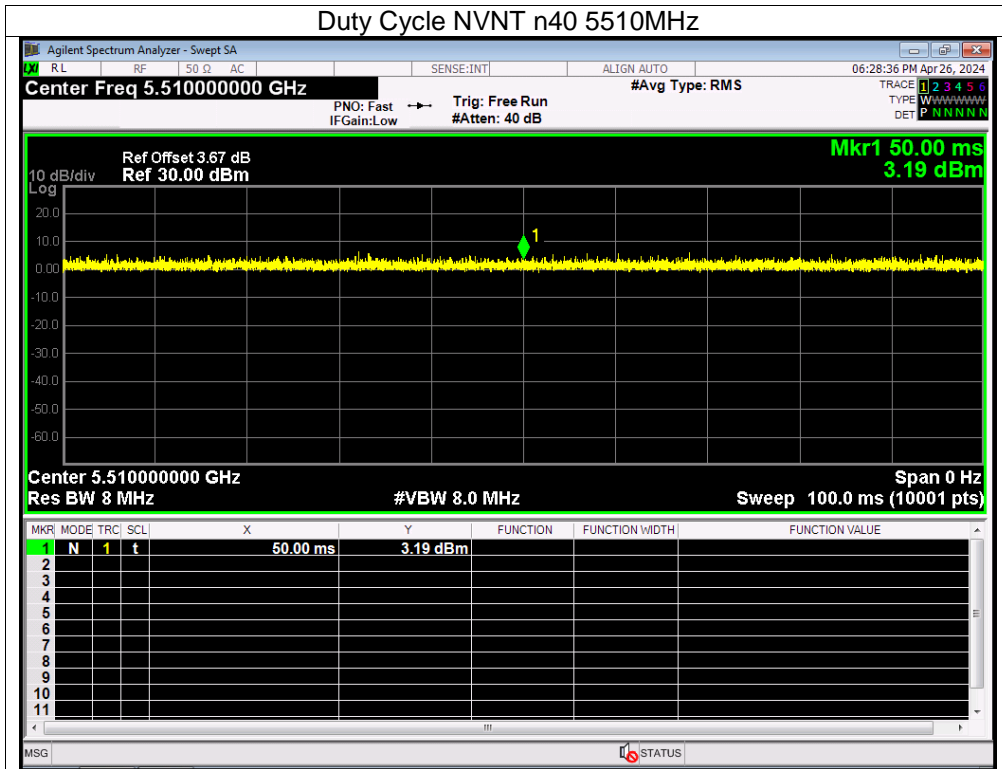 Duty Cycle NVNT n40 5510MHz
Agilent Spectrum Analyzer - Swept SA
LXI RL RF 50 Ω AC SENSE:INT ALIGN AUTO 06:28:36 PM Apr 26, 2024
Center Freq 5.510000000 GHz #Avg Type: RMS TRACE 1 2 3 4 5 6
PNO: Fast Trig: Free Run TYPE WWWWWW
IFGain:Low #Atten: 40 dB DET P N N N N N
Mkr1 50.00 ms
Ref Offset 3.67 dB
10 dB/div Ref 30.00 dBm 3.19 dBm
Log
20.0
10.0
1
0.00
-10.0
-20.0
-30.0
-40.0
-50.0
-60.0
Center 5.510000000 GHz Span 0 Hz
Res BW 8 MHz #VBW 8.0 MHz Sweep 100.0 ms (10001 pts)
MKR MODE TRC SCL X Y FUNCTION FUNCTION WIDTH FUNCTION VALUE
1 N 1 t 50.00 ms 3.19 dBm
2
3
4
5
6
7
8
9
10
11
MSG STATUS